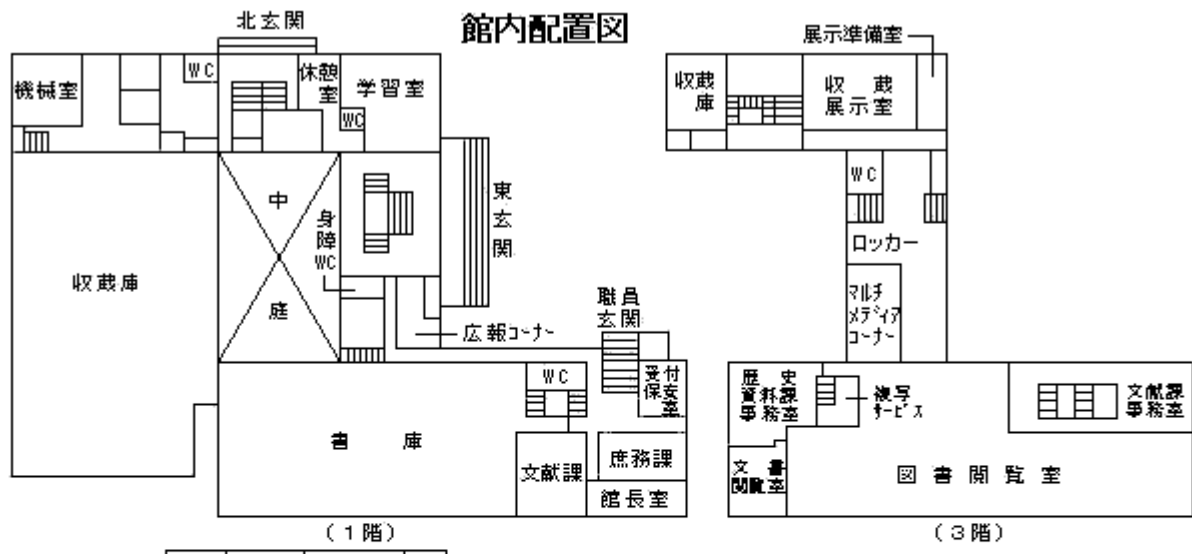 館内配置図
北玄関
機械室
WC
休憩
室
学習室
WC
中
庭
身障
WC
東玄関
収蔵庫
職員
玄関
広報コーナー
WC
受付
保安
室
書庫
文献課
庶務課
館長室
(1階)
展示準備室
収蔵
庫
収蔵
展示室
WC
ロッカー
マルチ
メディア
コーナー
歴史
資料課
事務室
複写
サービス
文献課
事務室
文書
閲覧室
図書閲覧室
(3階)